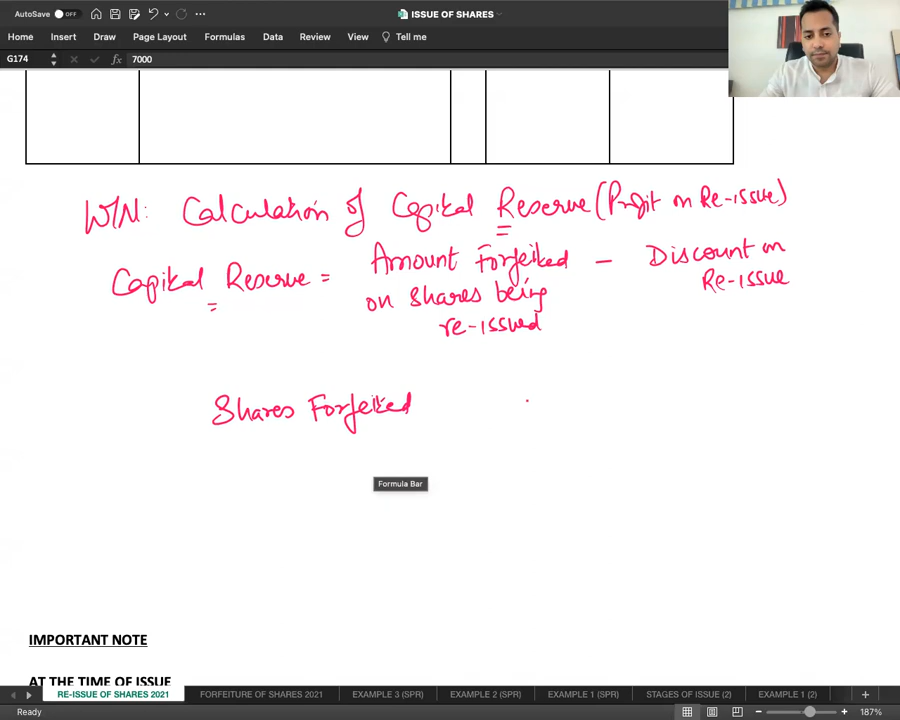 AutoSave OFF
ISSUE OF SHARES
Home Insert Draw Page Layout Formulas Data Review View Tell me
G174 fx 7000
W/N: Calculation of Capital Reserve (Profit on Re-issue)
Capital Reserve = Amount Forfeited - Discount on
on shares being Re-issue
re-issued
Shares Forfeited
Formula Bar
IMPORTANT NOTE
AT THE TIME OF ISSUE
RE-ISSUE OF SHARES 2021 FORFEITURE OF SHARES 2021 EXAMPLE 3 (SPR) EXAMPLE 2 (SPR) EXAMPLE 1 (SPR) STAGES OF ISSUE (2) EXAMPLE 1 (2) +
Ready 187%